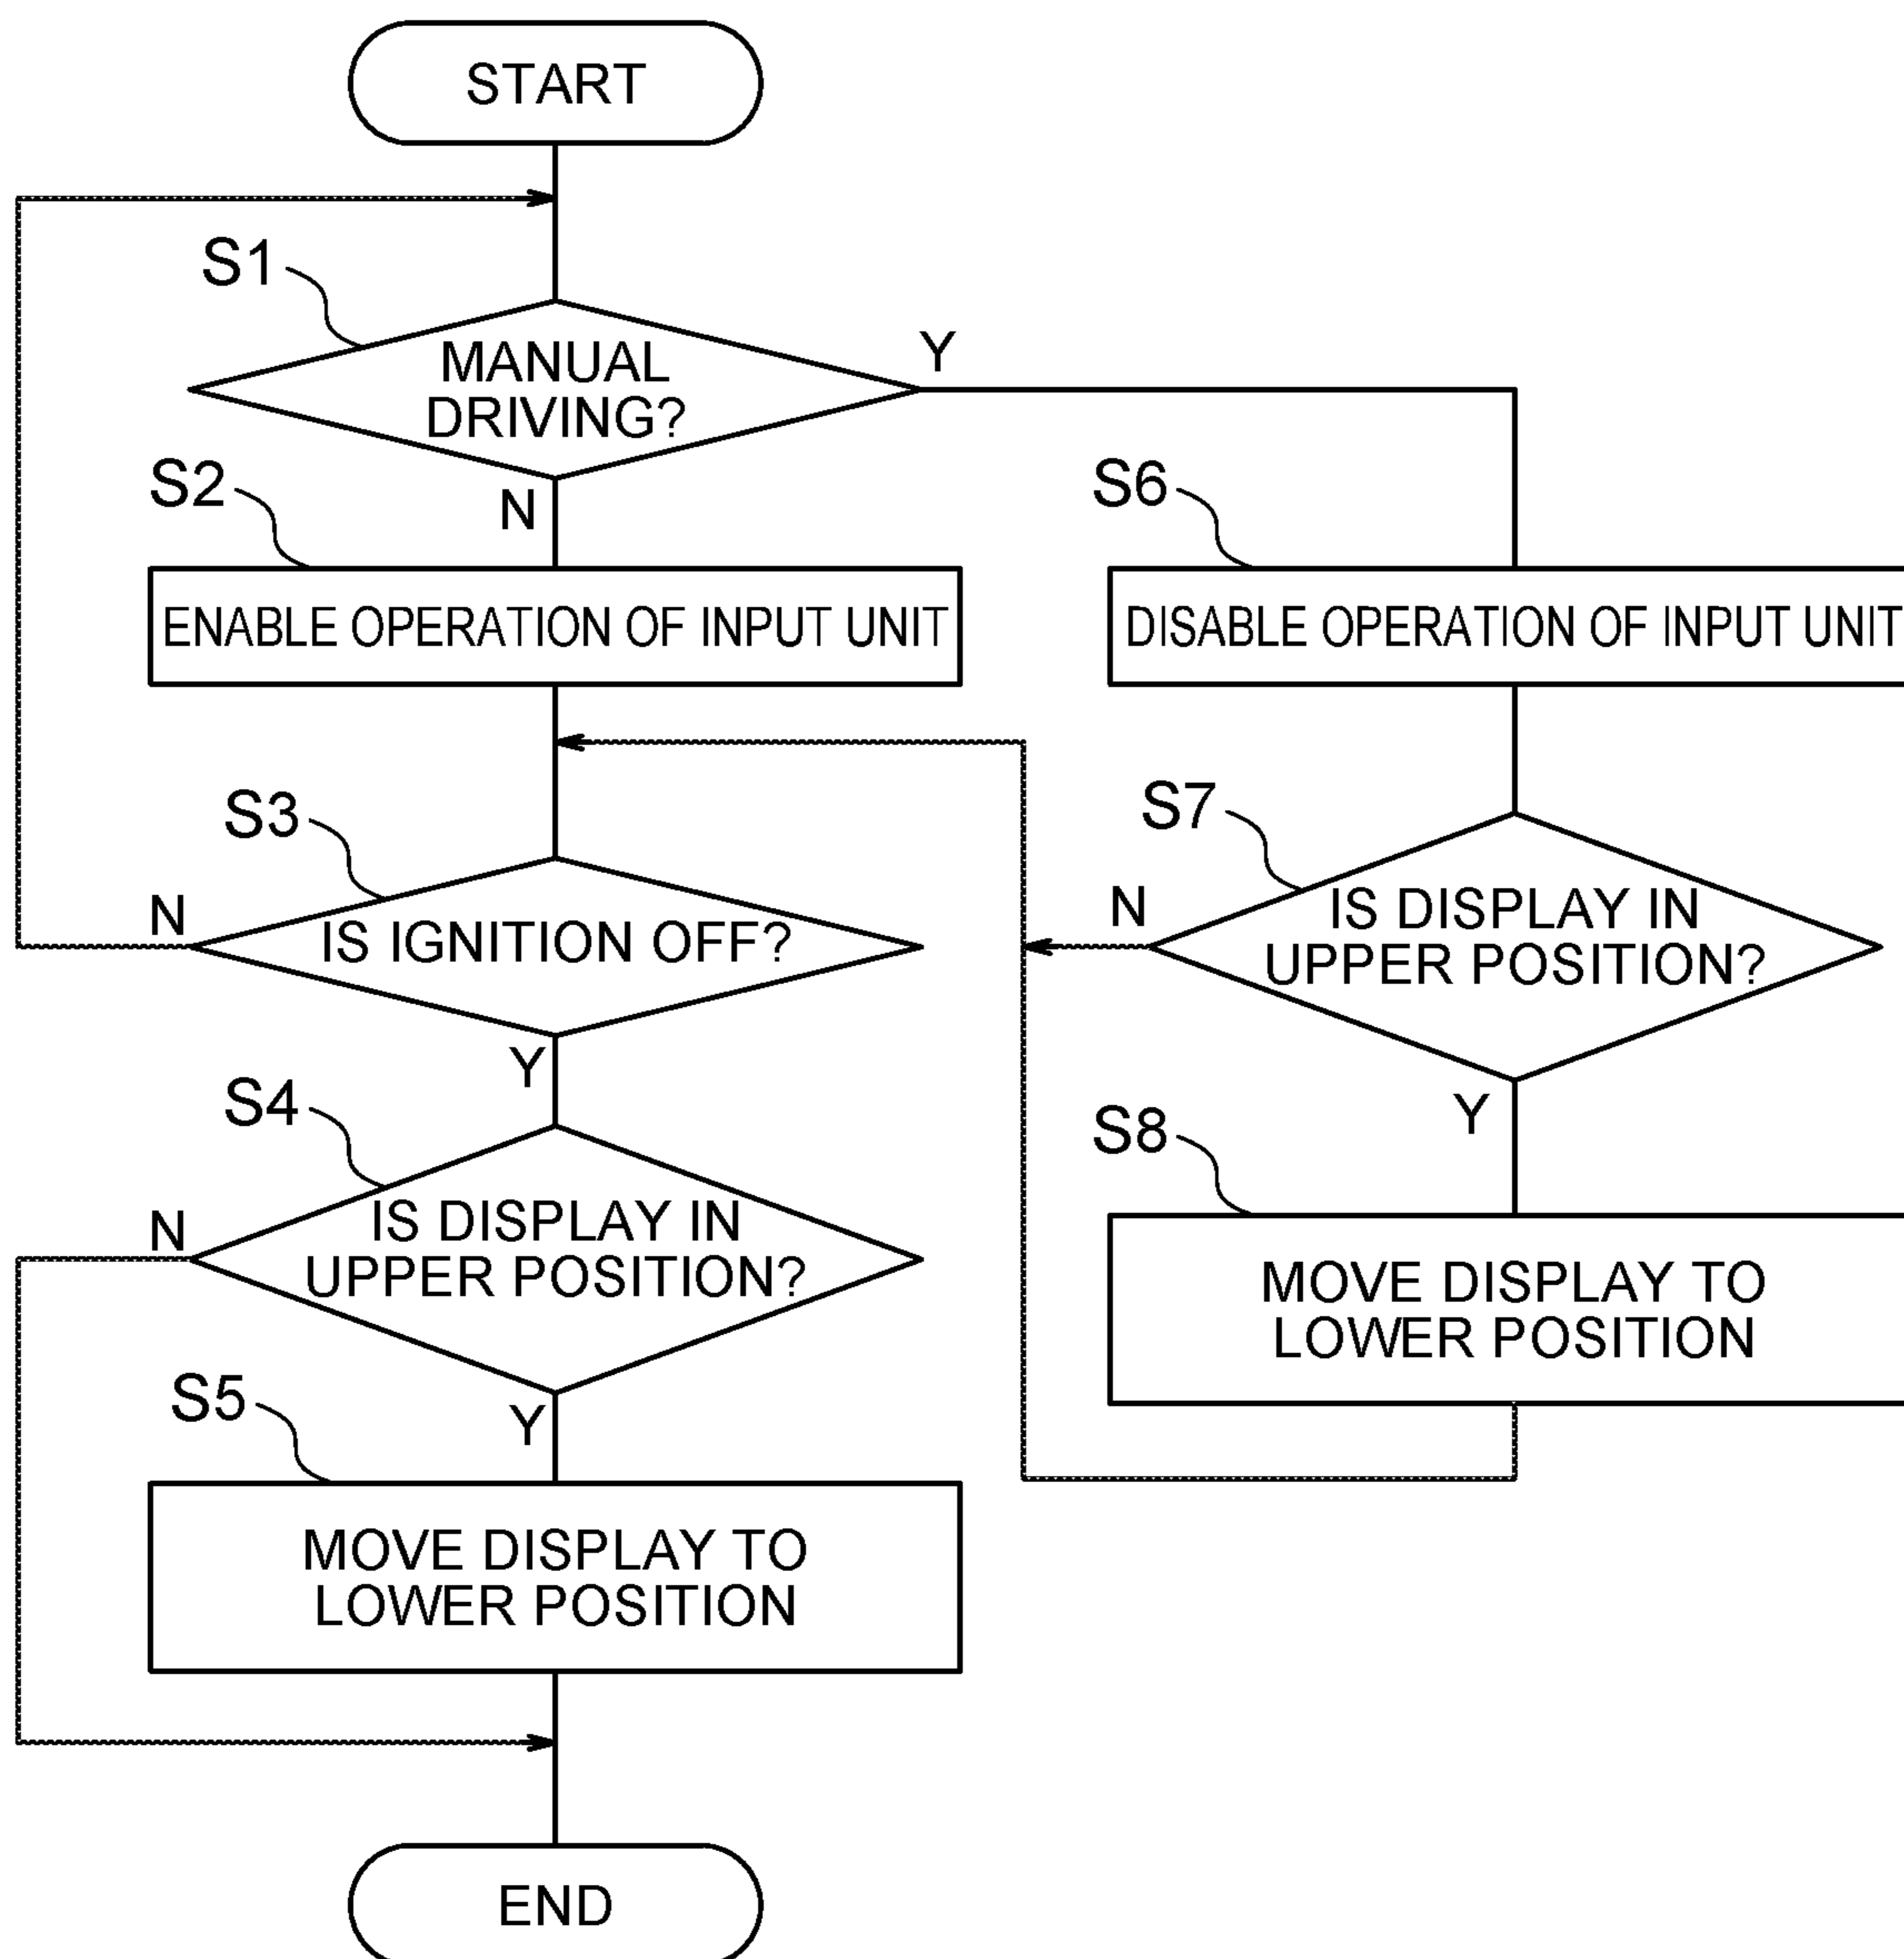 START
S1
MANUAL
DRIVING?
Y
N
S2
ENABLE OPERATION OF INPUT UNIT
S3
IS IGNITION OFF?
N
Y
S4
IS DISPLAY IN
UPPER POSITION?
N
Y
S5
MOVE DISPLAY TO
LOWER POSITION
END
S6
DISABLE OPERATION OF INPUT UNIT
S7
IS DISPLAY IN
UPPER POSITION?
N
Y
S8
MOVE DISPLAY TO
LOWER POSITION